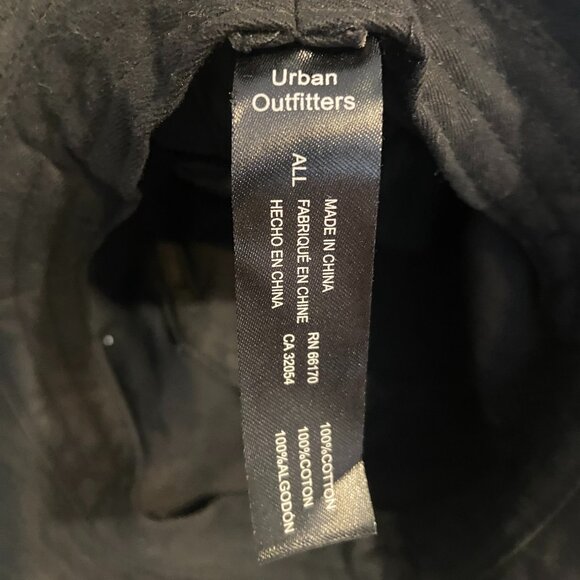 Urban
Outfitters
ALL
MADE IN CHINA
FABRIQUÉ EN CHINE
HECHO EN CHINA
RN 66170
CA 32054
100%COTTON
100%COTON
100%ALGODÓN